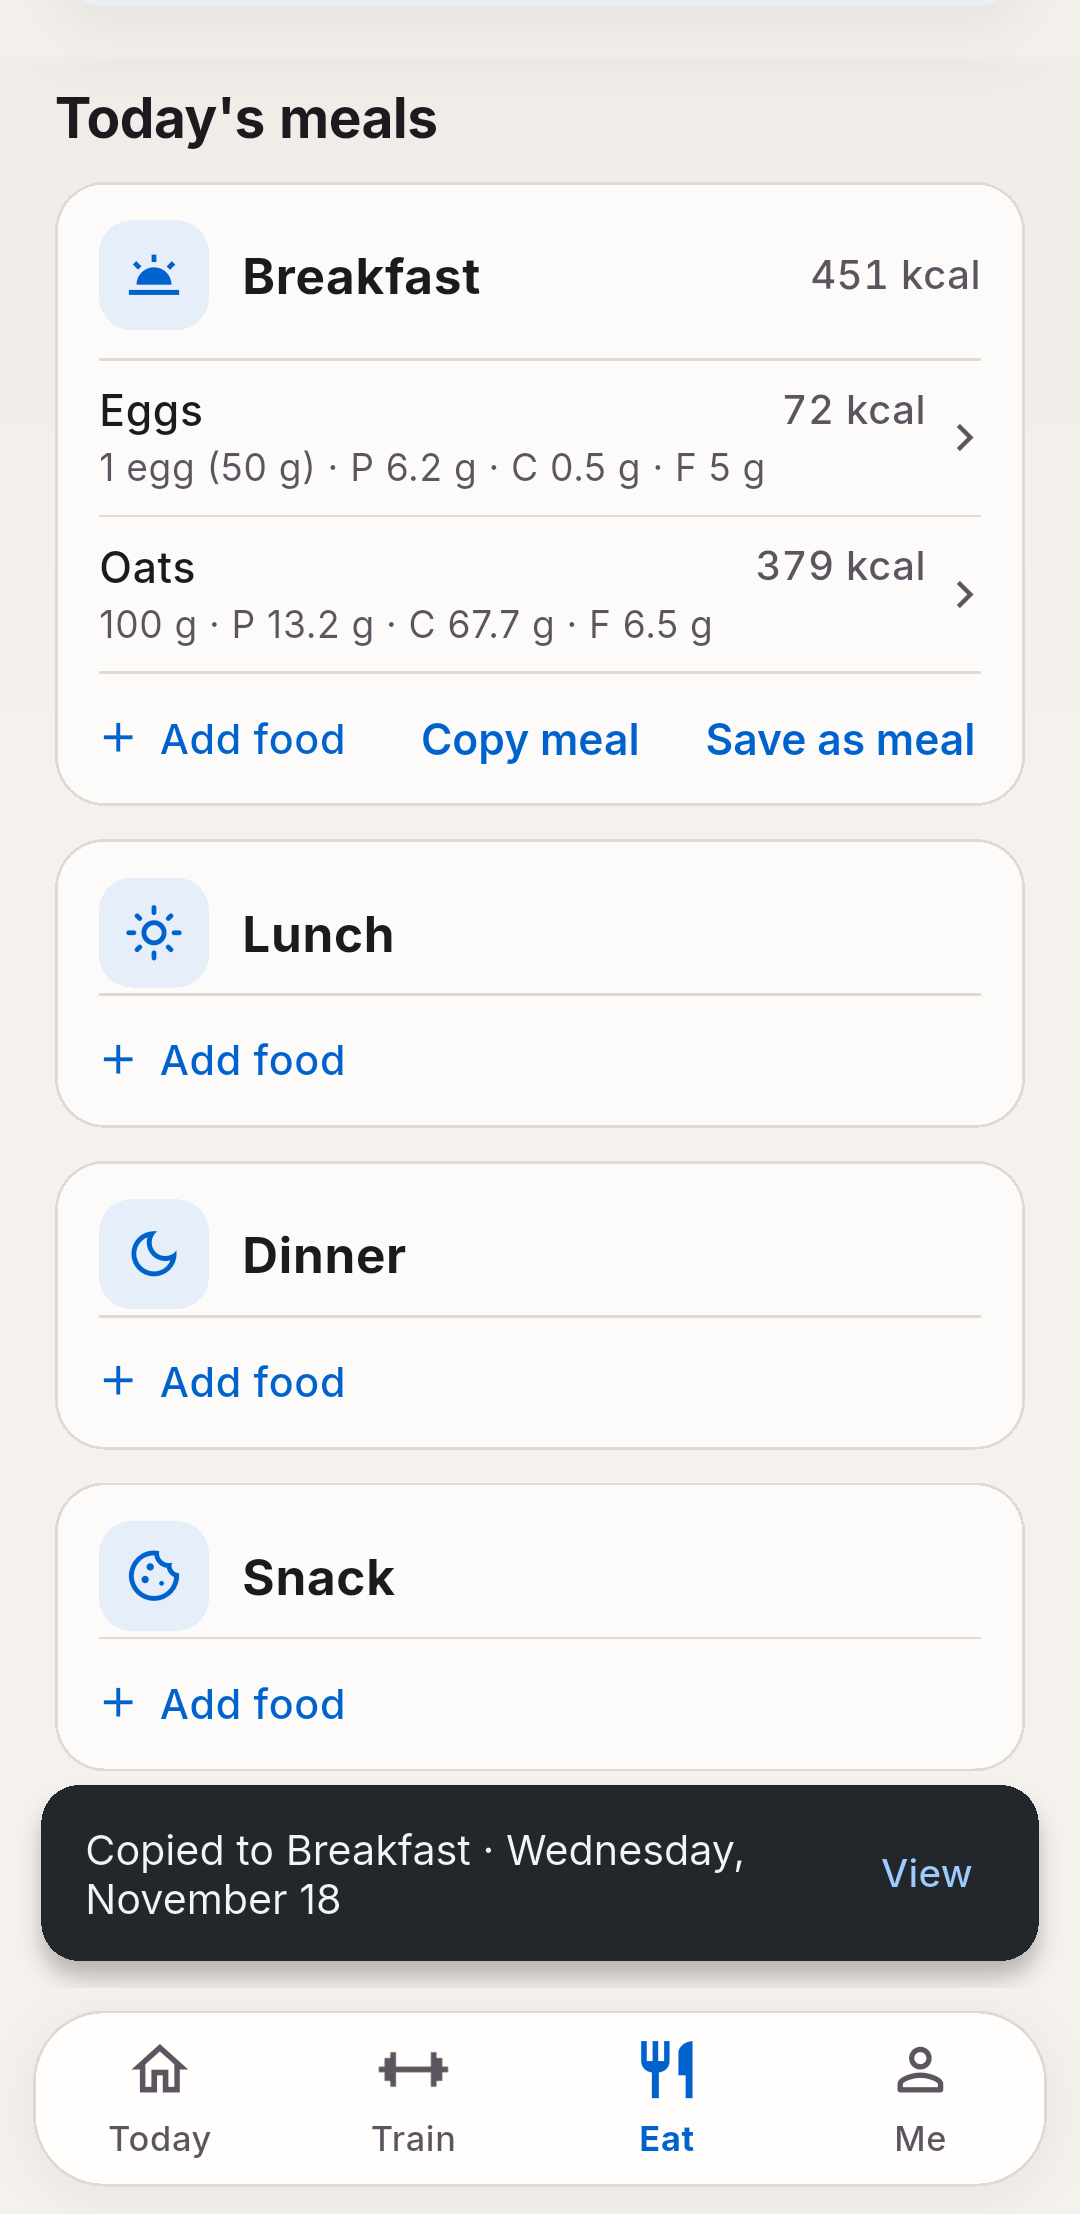 Today's meals
Breakfast 451 kcal
Eggs 72 kcal
1 egg (50 g) · P 6.2 g · C 0.5 g · F 5 g
Oats 379 kcal
100 g · P 13.2 g · C 67.7 g · F 6.5 g
+ Add food Copy meal Save as meal
Lunch
+ Add food
Dinner
+ Add food
Snack
+ Add food
Copied to Breakfast · Wednesday,
November 18
View
Today Train Eat Me